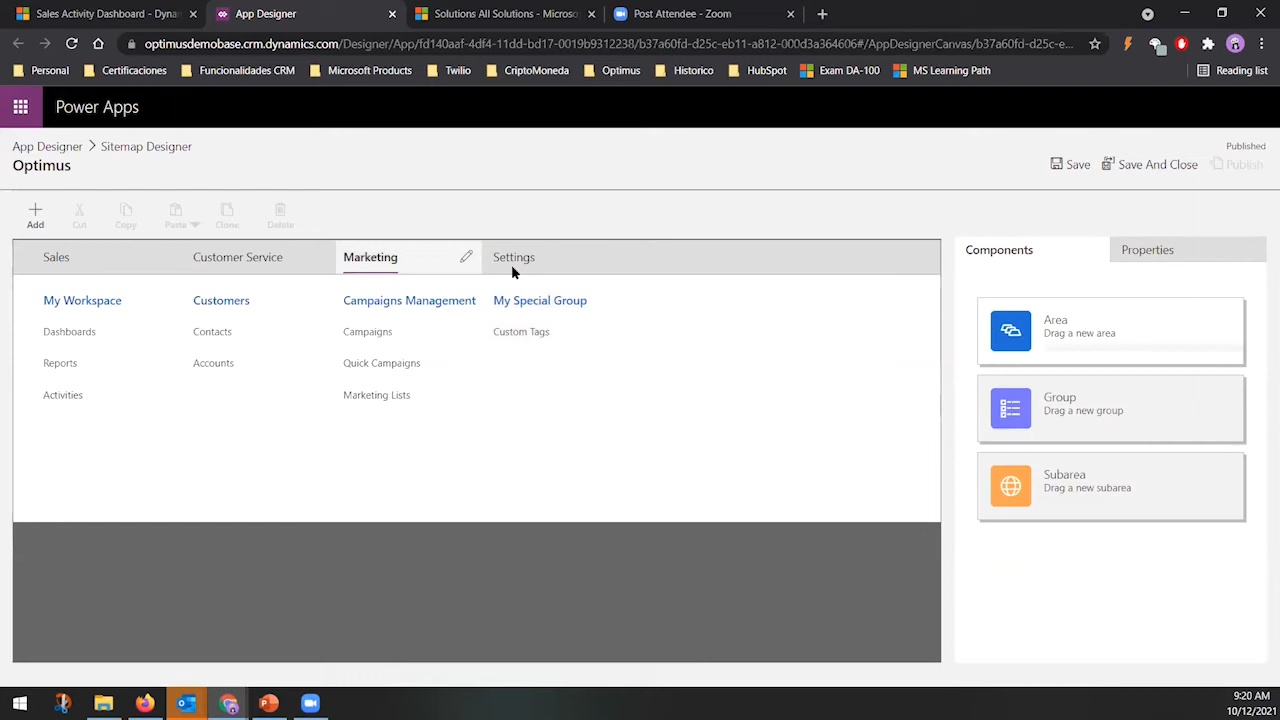 Sales Activity Dashboard - Dynam
App Designer
Solutions All Solutions - Microso
Post Attendee - Zoom
optimusdemobase.crm.dynamics.com/Designer/App/fd140aaf-4df4-11dd-bd17-0019b9312238/b37a60fd-d25c-eb11-a812-000d3a364606#/AppDesignerCanvas/b37a60fd-d25c-e...
Personal
Certificaciones
Funcionalidades CRM
Microsoft Products
Twilio
CriptoMoneda
Optimus
Historico
HubSpot
Exam DA-100
MS Learning Path
Reading list
Power Apps
App Designer > Sitemap Designer
Optimus
Published
Save
Save And Close
Publish
Add
Cut
Copy
Paste
Clone
Delete
Sales
Customer Service
Marketing
Settings
My Workspace
Customers
Campaigns Management
My Special Group
Dashboards
Contacts
Campaigns
Custom Tags
Reports
Accounts
Quick Campaigns
Activities
Marketing Lists
Components
Properties
Area
Drag a new area
Group
Drag a new group
Subarea
Drag a new subarea
9:20 AM
10/12/2021